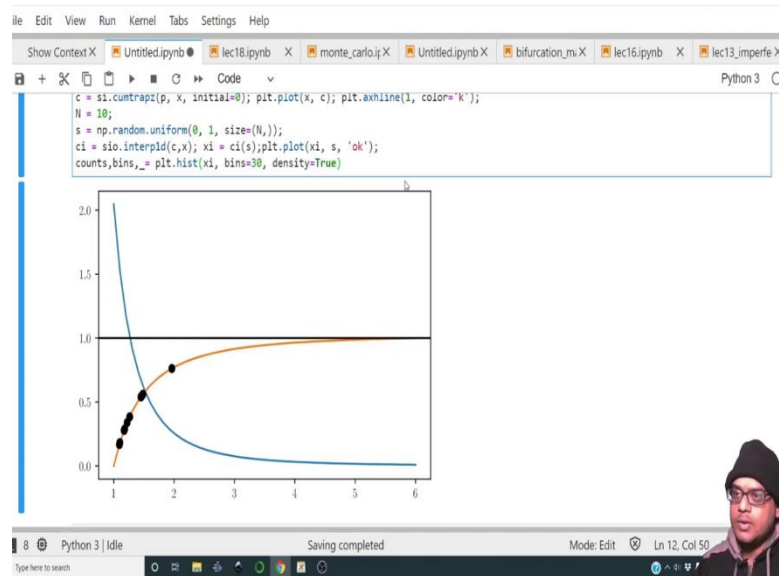 ile Edit View Run Kernel Tabs Settings Help
Show Context X Untitled.ipynb ● lec18.ipynb X monte_carlo.ip X Untitled.ipynb X bifurcation_ma X lec16.ipynb X lec13_imperfe X
Code Python 3
c = si.cumtrapz(p, x, initial=0); plt.plot(x, c); plt.axhline(1, color='k');
N = 10;
s = np.random.uniform(0, 1, size=(N,));
ci = sio.interp1d(c,x); xi = ci(s);plt.plot(xi, s, 'ok');
counts,bins,_= plt.hist(xi, bins=30, density=True)
2.0
1.5
1.0
0.5
0.0
1 2 3 4 5 6
8 Python 3 | Idle Saving completed Mode: Edit Ln 12, Col 50
Type here to search